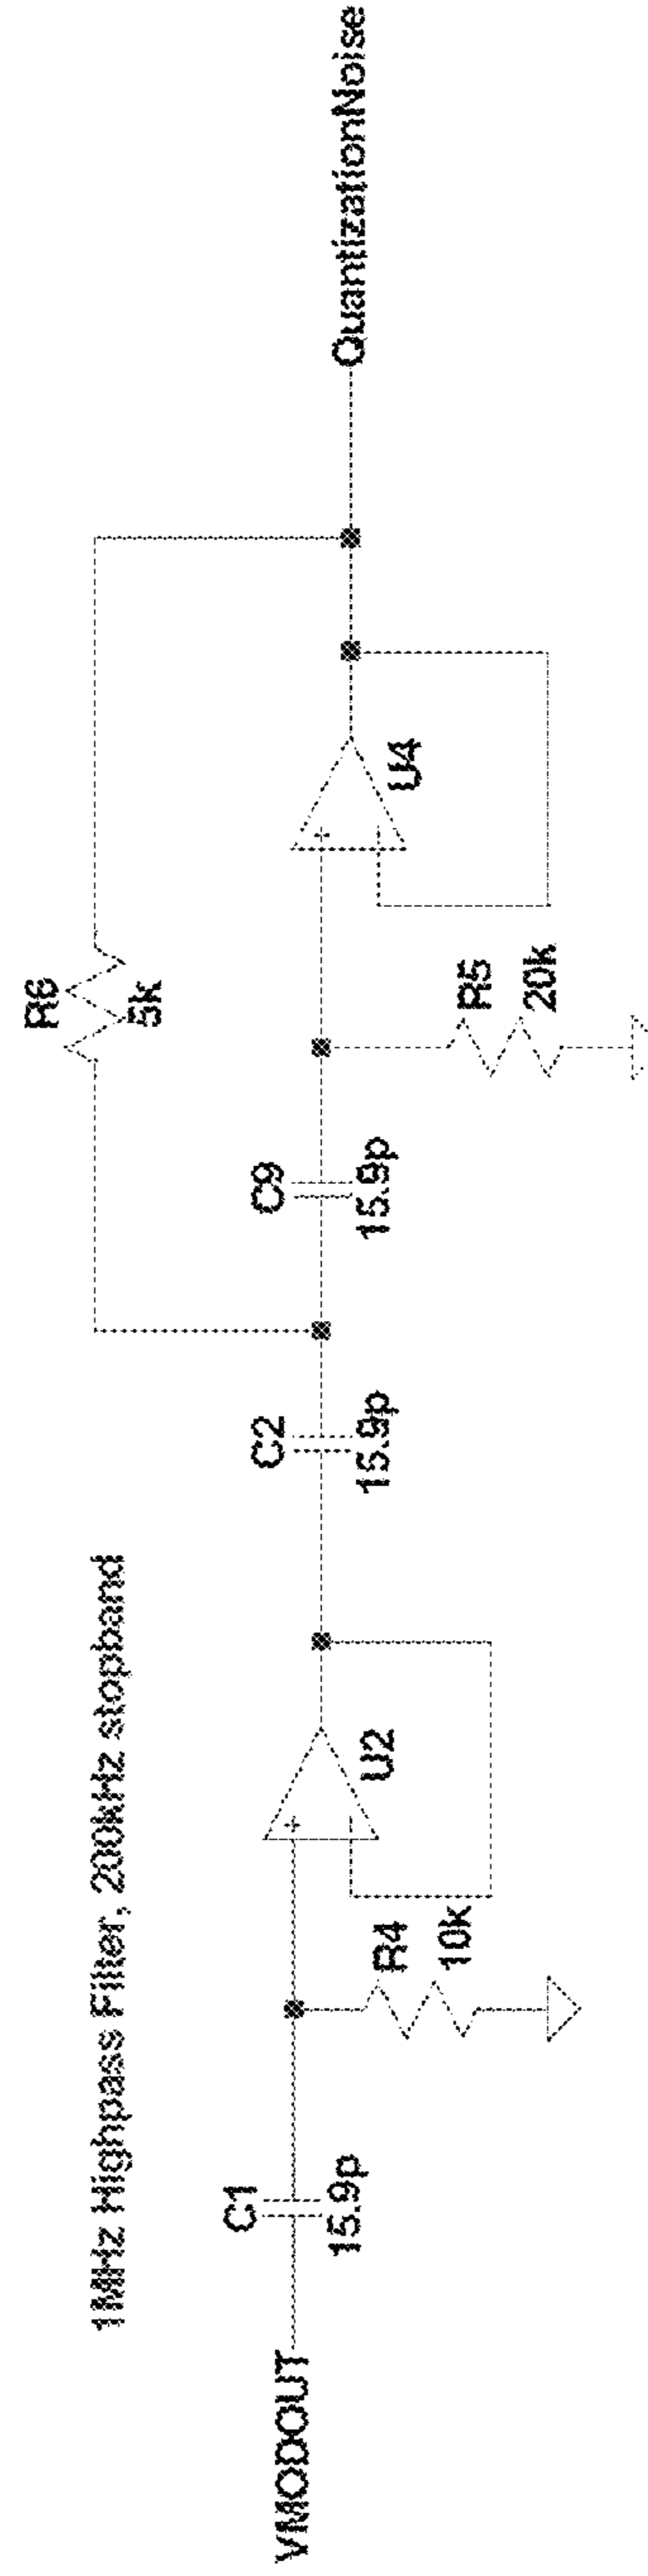 1MHz Highpass Filter, 200kHz stopband
VMODOUT
C1
15.9p
R4
10k
+
U2
C2
15.9p
C9
15.9p
R6
5k
R5
20k
+
U4
QuantizationNoise